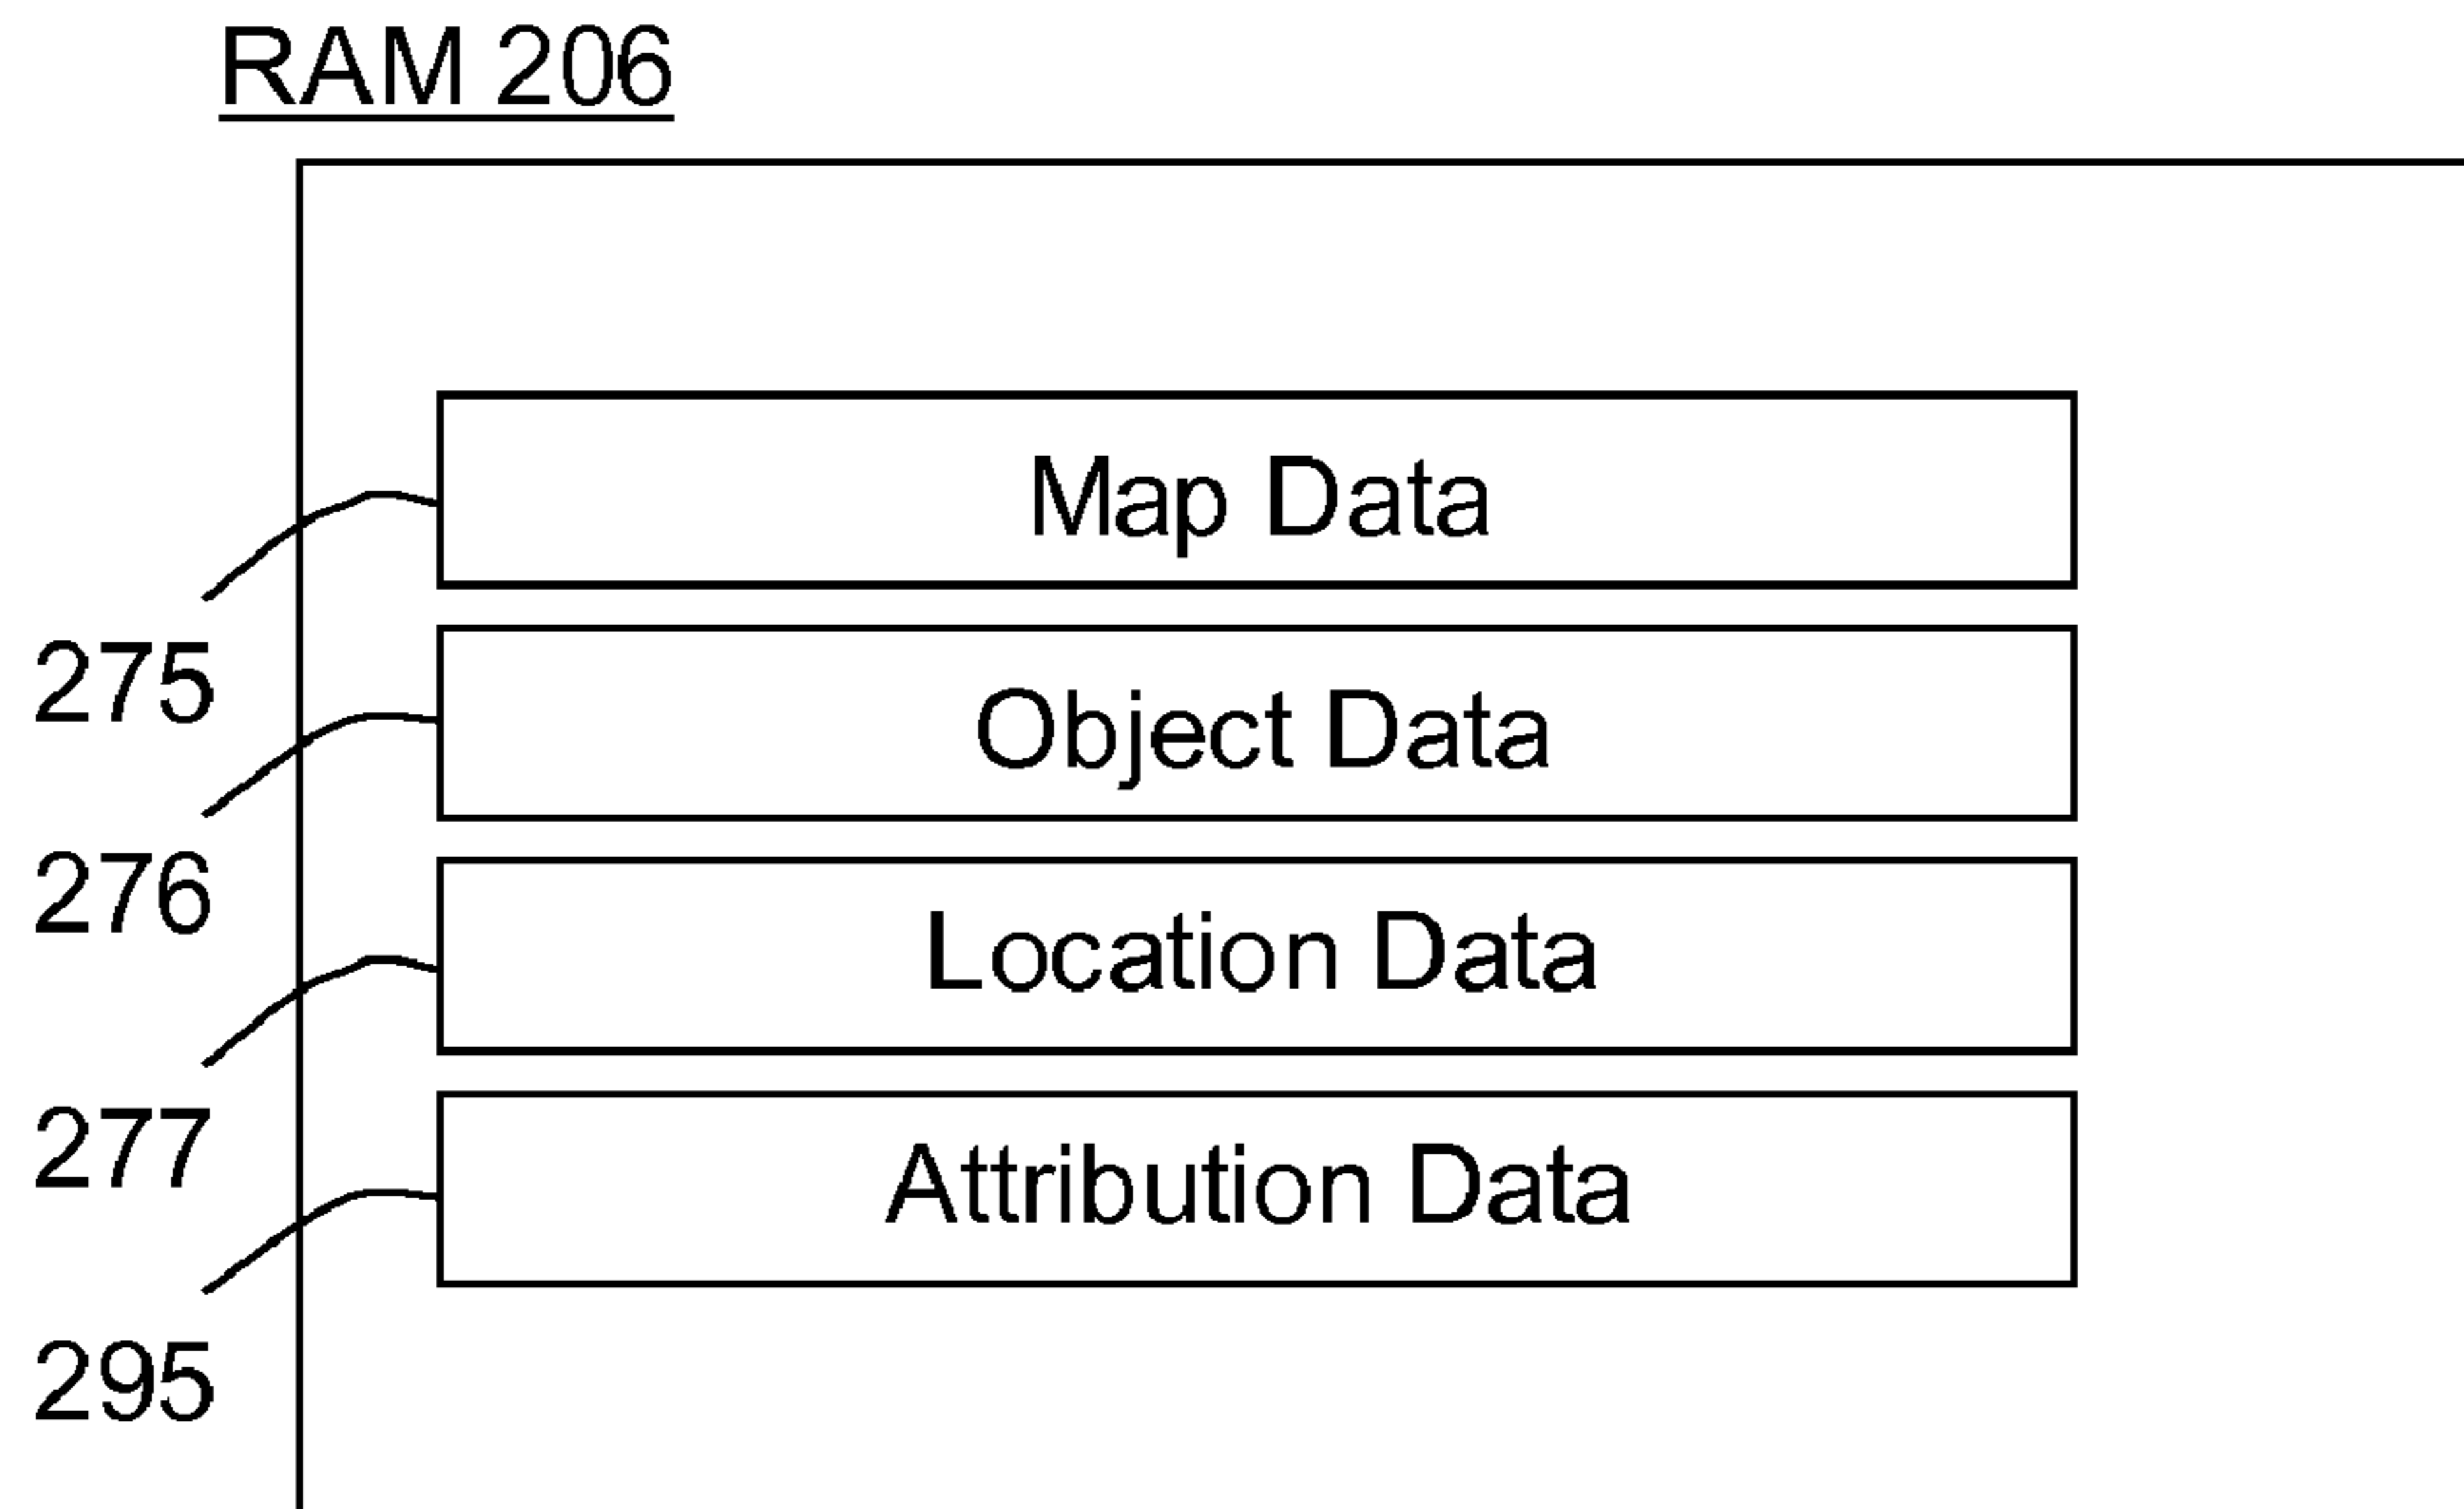 RAM 206
Map Data
275
Object Data
276
Location Data
277
Attribution Data
295